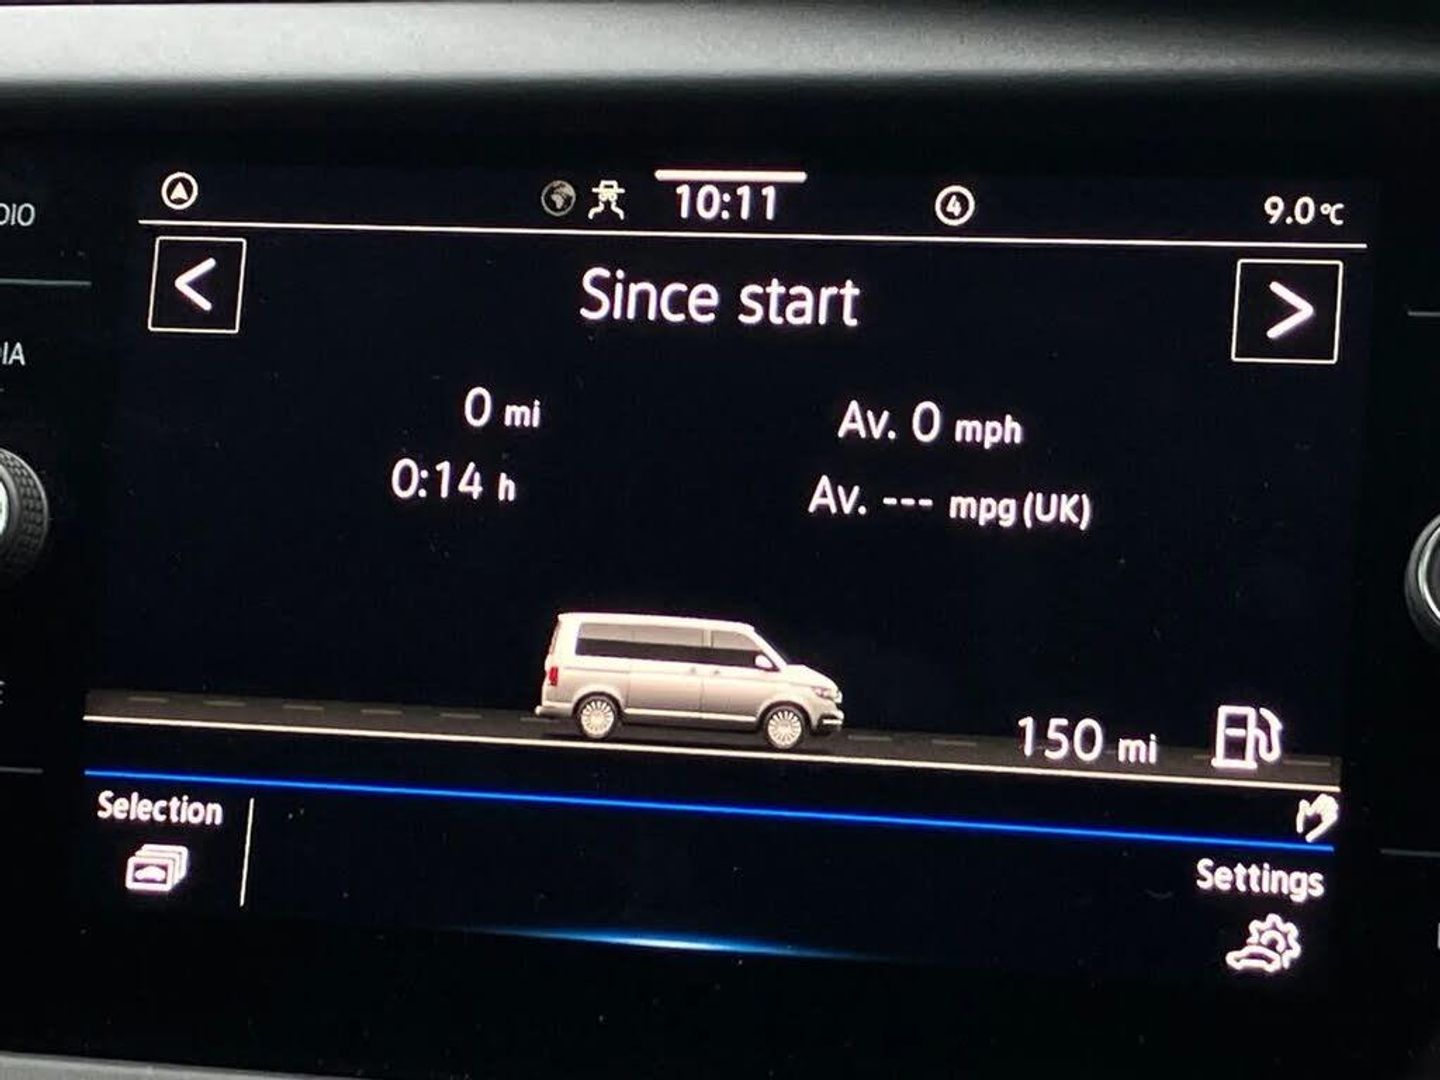 10:11
4
9.0 °C
DIO
<
Since start
>
IA
0 mi
Av. 0 mph
0:14 h
Av. --- mpg (UK)
150 mi
Selection
Settings